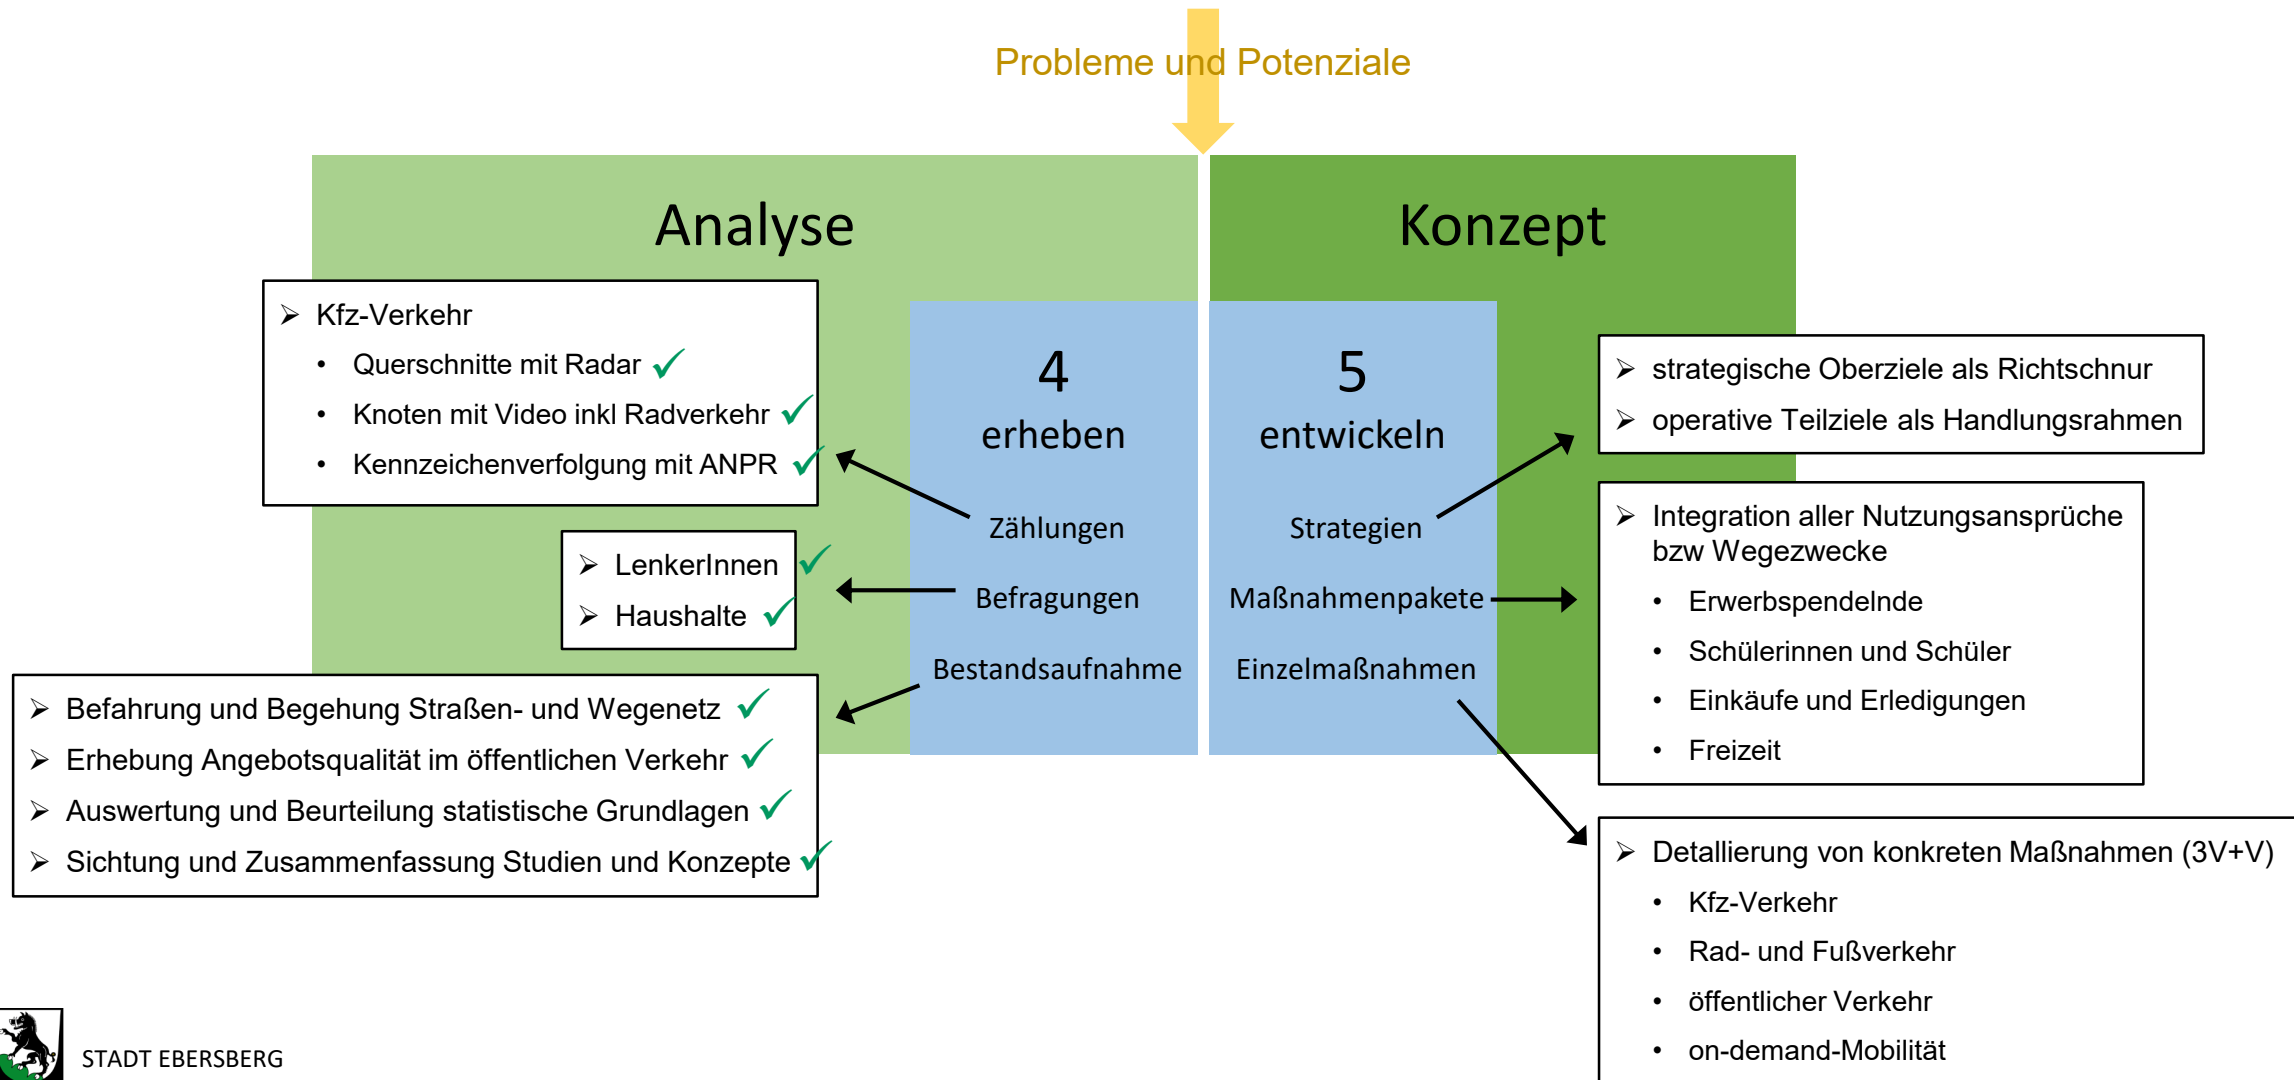 Probleme und Potenziale
Analyse
Kfz-Verkehr
Querschnitte mit Radar
Knoten mit Video inkl Radverkehr
Kennzeichenverfolgung mit ANPR
LenkerInnen
Haushalte
Befahrung und Begehung Straßen- und Wegenetz
Erhebung Angebotsqualität im öffentlichen Verkehr
Auswertung und Beurteilung statistische Grundlagen
Sichtung und Zusammenfassung Studien und Konzepte
4
erheben
Zählungen
Befragungen
Bestandsaufnahme
Konzept
5
entwickeln
Strategien
Maßnahmenpakete
Einzelmaßnahmen
strategische Oberziele als Richtschnur
operative Teilziele als Handlungsrahmen
Integration aller Nutzungsansprüche
bzw Wegezwecke
Erwerbspendelnde
Schülerinnen und Schüler
Einkäufe und Erledigungen
Freizeit
Detallierung von konkreten Maßnahmen (3V+V)
Kfz-Verkehr
Rad- und Fußverkehr
öffentlicher Verkehr
on-demand-Mobilität
STADT EBERSBERG